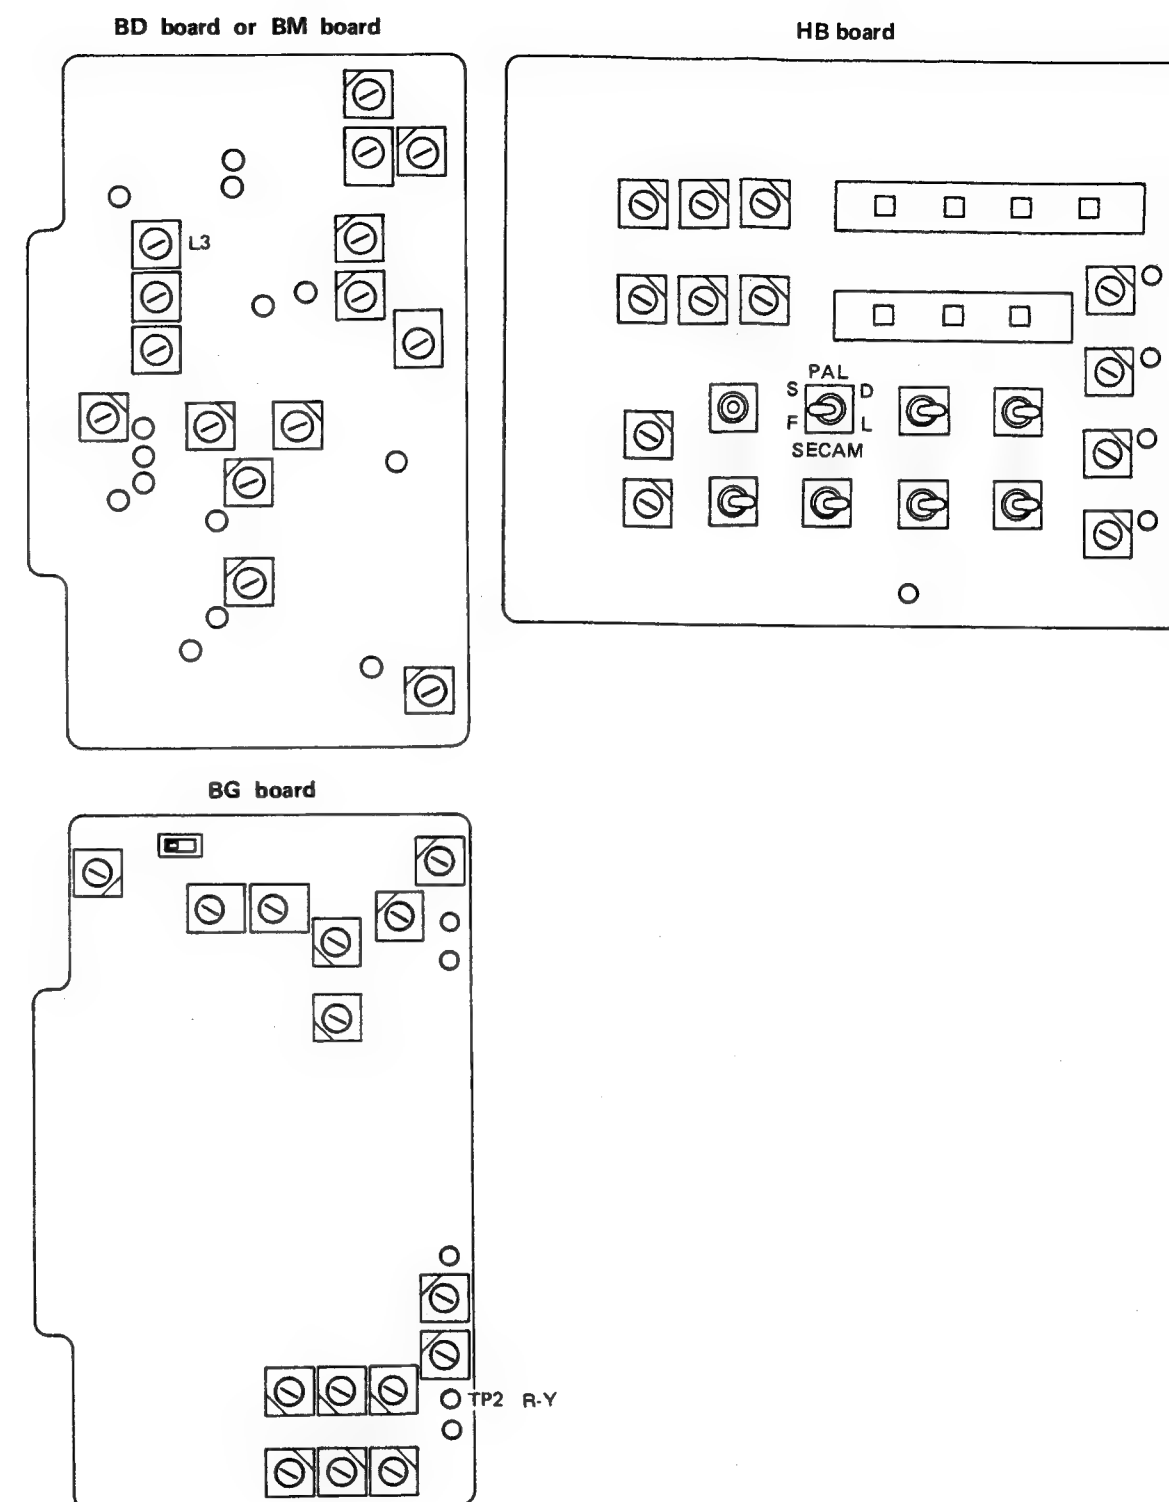 BD board or BM board
HB board
L3
PAL
S D
F L
SECAM
BG board
TP2 R-Y